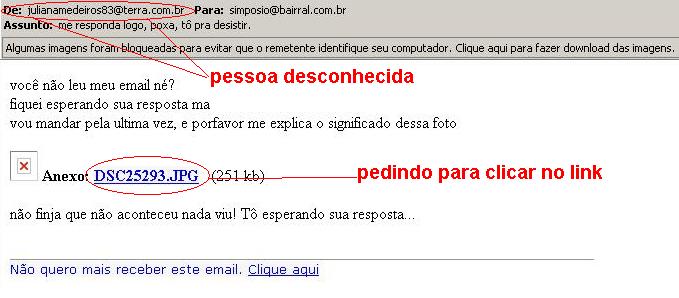 De: julianamedeiros83@terra.com.br Para: simposio@bairral.com.br
Assunto: me responda logo, poxa, tô pra desistir.
Algumas imagens foram bloqueadas para evitar que o remetente identifique seu computador. Clique aqui para fazer download das imagens.
pessoa desconhecida
você não leu meu email né?
fiquei esperando sua resposta ma
vou mandar pela ultima vez, e porfavor me explica o significado dessa foto
Anexo: DSC25293.JPG (251 kb)
pedindo para clicar no link
não finja que não aconteceu nada viu! Tô esperando sua resposta...
Não quero mais receber este email. Clique aqui